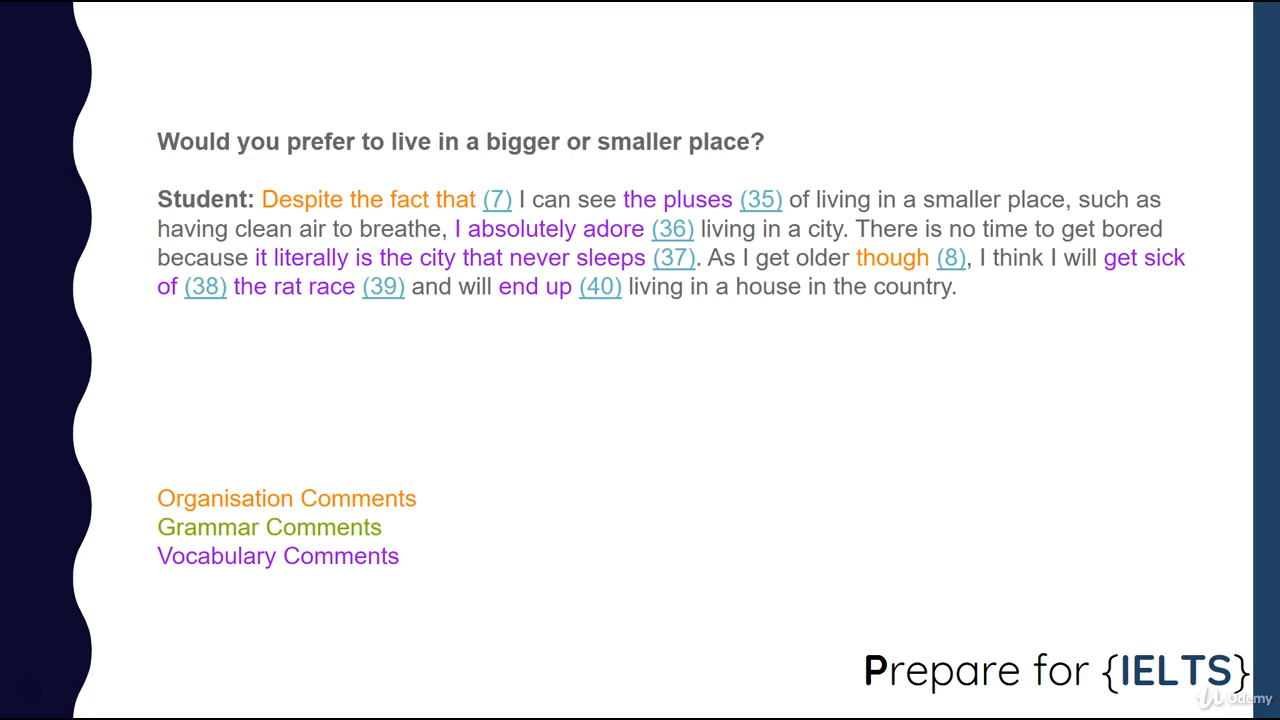 Would you prefer to live in a bigger or smaller place?
Student: Despite the fact that (7) I can see the pluses (35) of living in a smaller place, such as
having clean air to breathe, I absolutely adore (36) living in a city. There is no time to get bored
because it literally is the city that never sleeps (37). As I get older though (8), I think I will get sick
of (38) the rat race (39) and will end up (40) living in a house in the country.
Organisation Comments
Grammar Comments
Vocabulary Comments
Prepare for {IELTS}
Udemy